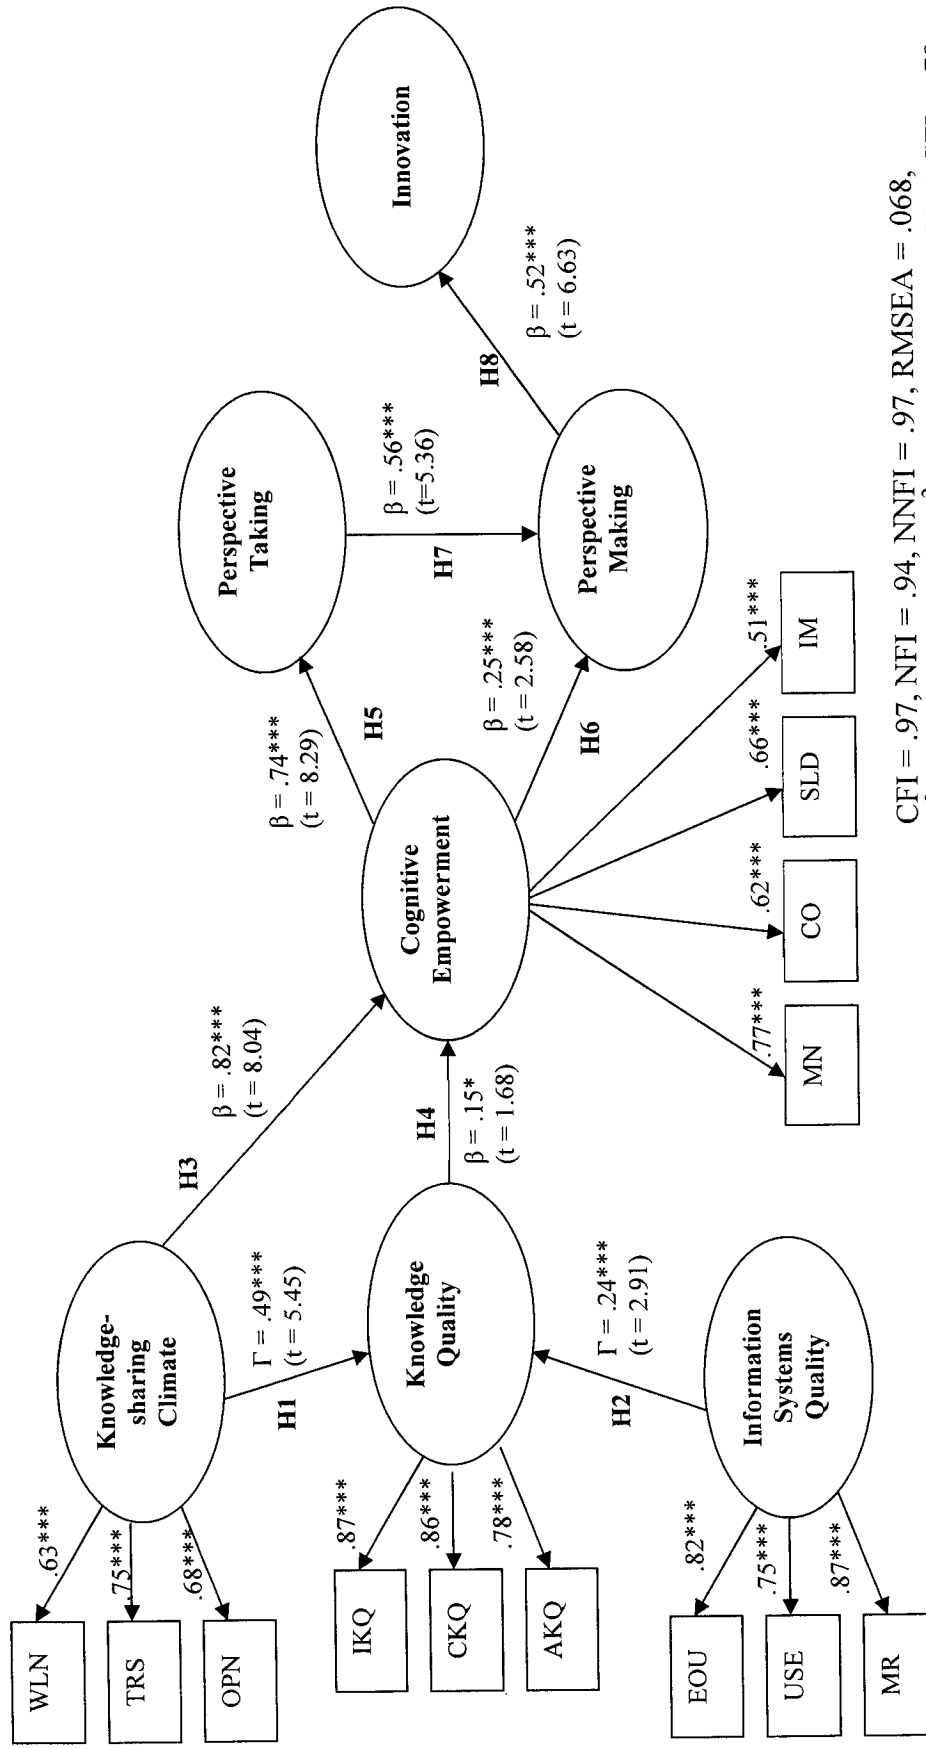 WLN
TRS
OPN
.63***
.75***
.68***
Knowledge-
sharing
Climate
H3
β = .82***
(t = 8.04)
H1
Γ = .49***
(t = 5.45)
IKQ
CKQ
AKQ
.87***
.86***
.78***
Knowledge
Quality
H4
β = .15*
(t = 1.68)
H2
Γ = .24***
(t = 2.91)
EOU
USE
MR
.82***
.75***
.87***
Information
Systems
Quality
Cognitive
Empowerment
β = .74***
(t = 8.29)
H5
β = .25***
(t = 2.58)
H6
.77***
.62***
.66***
.51***
MN
CO
SLD
IM
Perspective
Taking
H7
β = .56***
(t=5.36)
Perspective
Making
H8
β = .52***
(t = 6.63)
Innovation
CFI = .97, NFI = .94, NNFI = .97, RMSEA = .068,